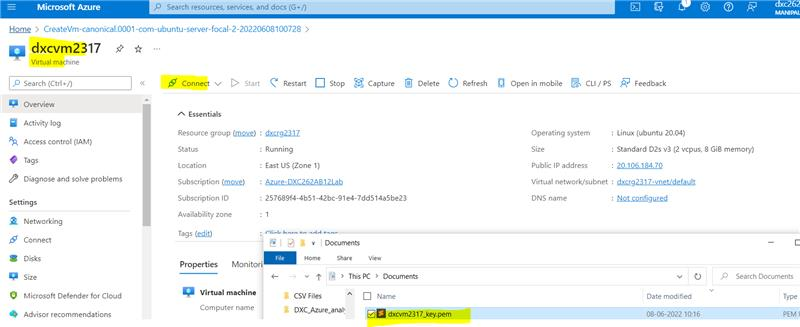 Microsoft Azure
Search resources, services, and docs (G+/)
dxc262
MANIPAL
Home > CreateVm-canonical.0001-com-ubuntu-server-focal-2-20220608100728 >
dxcvm2317
Virtual machine
Search (Ctrl+/)
Connect Start Restart Stop Capture Delete Refresh Open in mobile CLI / PS Feedback
Overview
Activity log
Access control (IAM)
Tags
Diagnose and solve problems
Settings
Networking
Connect
Disks
Size
Microsoft Defender for Cloud
Advisor recommendations
Essentials
Resource group (move) : dxcrg2317
Status : Running
Location : East US (Zone 1)
Subscription (move) : Azure-DXC262AB12Lab
Subscription ID : 257689f4-4b51-42bc-91e4-7dd514a5be23
Availability zone : 1
Tags (edit) : Click here to add tags
Operating system : Linux (ubuntu 20.04)
Size : Standard D2s v3 (2 vcpus, 8 GiB memory)
Public IP address : 20.106.184.70
Virtual network/subnet : dxcrg2317-vnet/default
DNS name : Not configured
Properties Monitori
Virtual machine
Computer name
Documents
File Home Share View
This PC > Documents
Search Documents
CSV Files
DXC_Azure_analy
Name Date modified Type
dxcvm2317_key.pem 08-06-2022 10:16 PEM